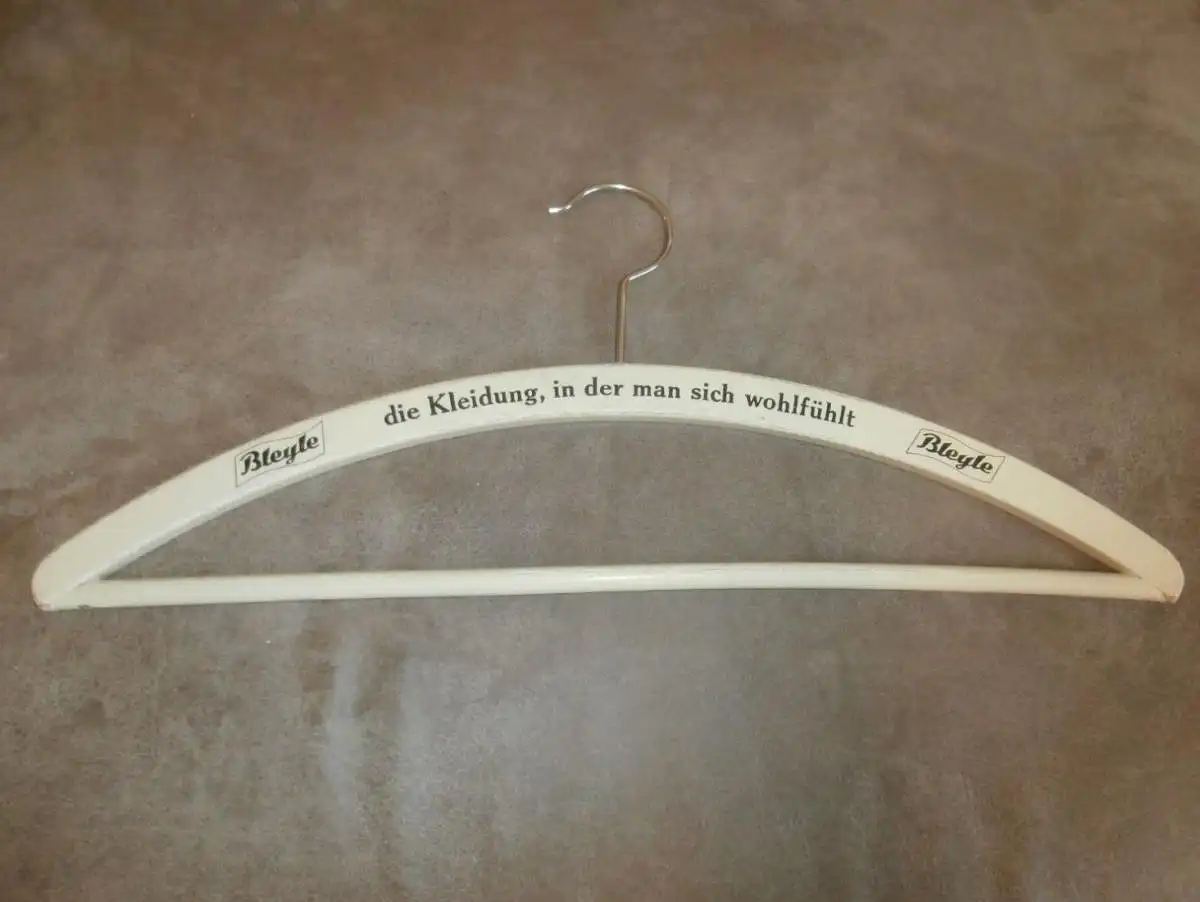 die Kleidung, in der man sich wohlfühlt
Bleyle
Bleyle